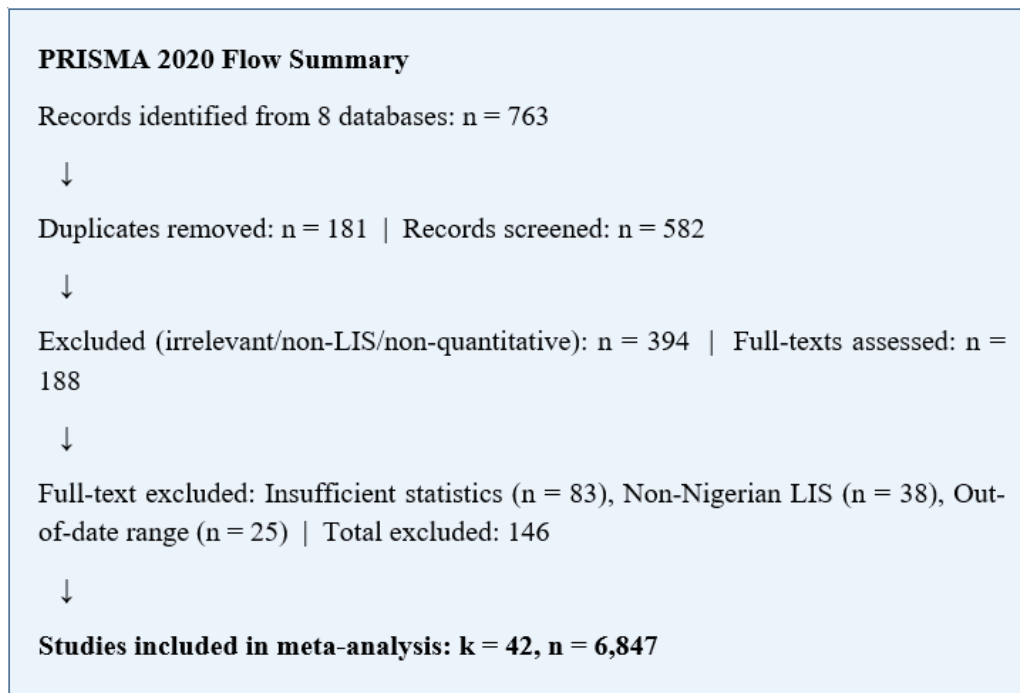 PRISMA 2020 Flow Summary
Records identified from 8 databases: n = 763
↓
Duplicates removed: n = 181 | Records screened: n = 582
↓
Excluded (irrelevant/non-LIS/non-quantitative): n = 394 | Full-texts assessed: n =
188
↓
Full-text excluded: Insufficient statistics (n = 83), Non-Nigerian LIS (n = 38), Out-
of-date range (n = 25) | Total excluded: 146
↓
Studies included in meta-analysis: k = 42, n = 6,847